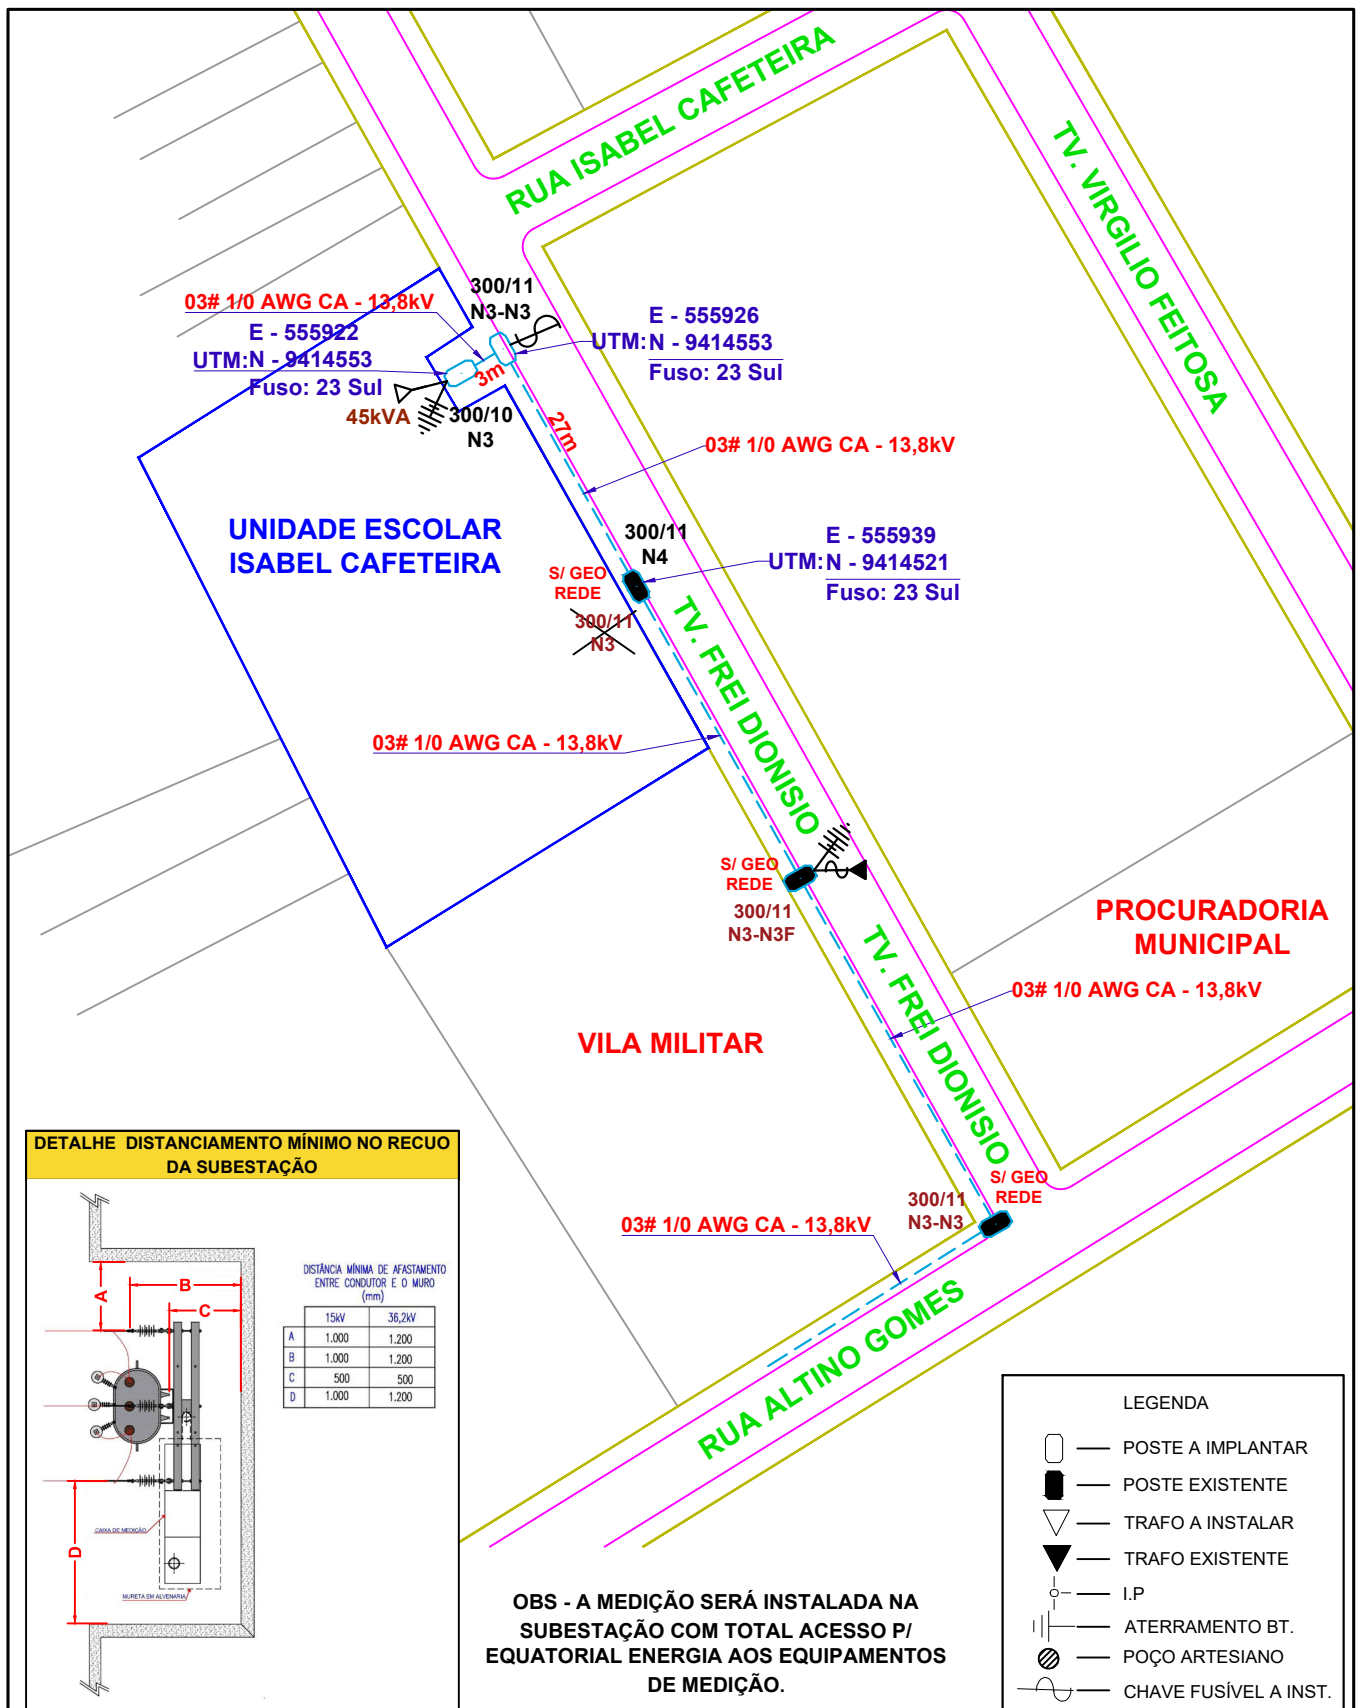 RUA ISABEL CAFETEIRA
TV. VIRGILIO FEITOSA
300/11
N3-N3
03# 1/0 AWG CA - 13,8kV
E - 555922
UTM: N - 9414553
Fuso: 23 Sul
E - 555926
UTM: N - 9414553
Fuso: 23 Sul
3m
45kVA
300/10
N3
27m
03# 1/0 AWG CA - 13,8kV
UNIDADE ESCOLAR
ISABEL CAFETEIRA
300/11
N4
E - 555939
UTM: N - 9414521
Fuso: 23 Sul
S/ GEO
REDE
300/11
N3
TV. FREI DIONISIO
03# 1/0 AWG CA - 13,8kV
S/ GEO
REDE
300/11
N3-N3F
PROCURADORIA
MUNICIPAL
TV. FREI DIONISIO
03# 1/0 AWG CA - 13,8kV
VILA MILITAR
S/ GEO
REDE
300/11
N3-N3
03# 1/0 AWG CA - 13,8kV
RUA ALTINO GOMES
DETALHE DISTANCIAMENTO MÍNIMO NO RECUO
DA SUBESTAÇÃO
A
B
C
D
CAIXA DE MEDIÇÃO
MURETA EM ALVENARIA
DISTÂNCIA MÍNIMA DE AFASTAMENTO
ENTRE CONDUTOR E O MURO
(mm)
15kV 36,2kV
A 1.000 1.200
B 1.000 1.200
C 500 500
D 1.000 1.200
OBS - A MEDIÇÃO SERÁ INSTALADA NA
SUBESTAÇÃO COM TOTAL ACESSO P/
EQUATORIAL ENERGIA AOS EQUIPAMENTOS
DE MEDIÇÃO.
LEGENDA
POSTE A IMPLANTAR
POSTE EXISTENTE
TRAFO A INSTALAR
TRAFO EXISTENTE
I.P
ATERRAMENTO BT.
POÇO ARTESIANO
CHAVE FUSÍVEL A INST.